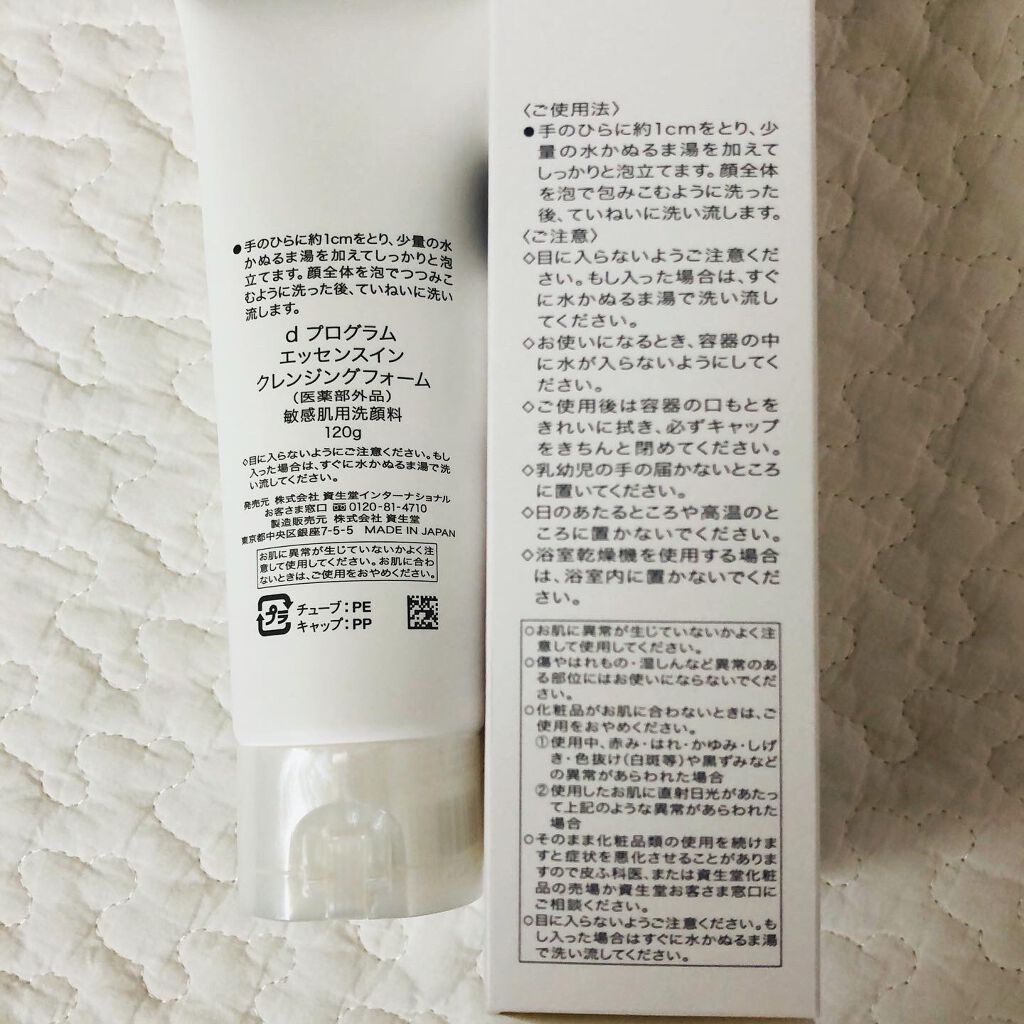 ●手のひらに約1cmをとり、少量の水
かぬるま湯を加えてしっかりと泡
立てます。顔全体を泡でつつみこ
むように洗った後、ていねいに洗い
流します。
d プログラム
エッセンスイン
クレンジングフォーム
（医薬部外品）
敏感肌用洗顔料
120g
◇目に入らないようにご注意ください。もし
入った場合は、すぐに水かぬるま湯で洗
い流してください。
発売元 株式会社 資生堂インターナショナル
お客さま窓口 0120-81-4710
製造販売元 株式会社 資生堂
東京都中央区銀座7-5-5 MADE IN JAPAN
お肌に異常が生じていないかよく注
意して使用してください。お肌に合わ
ないときは、ご使用をおやめください。
プラ
チューブ：PE
キャップ：PP
〈ご使用法〉
●手のひらに約1cmをとり、少
量の水かぬるま湯を加えて
しっかりと泡立てます。顔全体
を泡で包みこむように洗った
後、ていねいに洗い流します。
〈ご注意〉
◇目に入らないようご注意くだ
さい。もし入った場合は、すぐ
に水かぬるま湯で洗い流し
てください。
◇お使いになるとき、容器の中
に水が入らないようにしてく
ださい。
◇ご使用後は容器の口もとを
きれいに拭き、必ずキャップ
をきちんと閉めてください。
◇乳幼児の手の届かないところ
に置いてください。
◇日のあたるところや高温のと
ころに置かないでください。
◇浴室乾燥機を使用する場合
は、浴室内に置かないでくだ
さい。
○お肌に異常が生じていないかよく注
意して使用してください。
○傷やはれもの・湿しんなど異常のあ
る部位にはお使いにならないでくだ
さい。
○化粧品がお肌に合わないときは、ご
使用をおやめください。
①使用中、赤み・はれ・かゆみ・しげ
き・色抜け（白斑等）や黒ずみなど
の異常があらわれた場合
②使用したお肌に直射日光があたっ
て上記のような異常があらわれた
場合
○そのまま化粧品類の使用を続けま
すと症状を悪化させることがありま
すので皮ふ科医、または資生堂化粧
品の売場か資生堂お客さま窓口に
ご相談ください。
○目に入らないようご注意ください。も
し入った場合はすぐに水かぬるま湯
で洗い流してください。